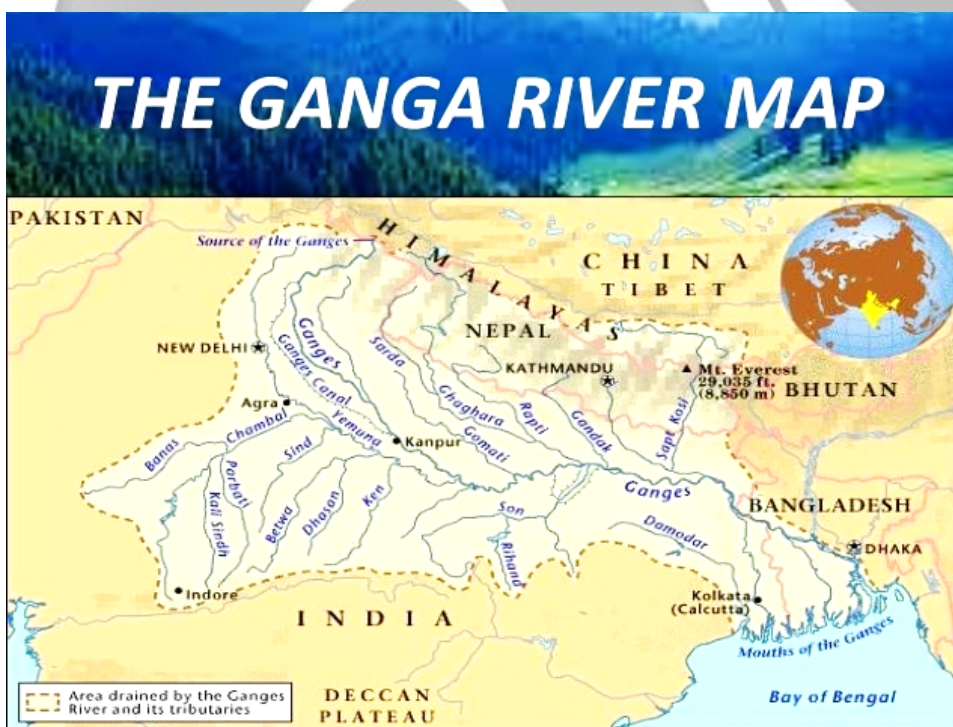 THE GANGA RIVER MAP
PAKISTAN
Source of the Ganges
HIMALAYAS
CHINA
TIBET
NEPAL
NEW DELHI
Ganges
Ganges Canal
Sarda
KATHMANDU
Mt. Everest
29,035 ft.
(8,850 m)
BHUTAN
Agra
Chambal
Yemuna
Kanpur
Ghaghara
Gomati
Rapti
Gandak
Sapt Kosi
Banas
Parbati
Kali Sindh
Sind
Betwa
Dhasan
Ken
Son
Rihand
Ganges
Damodar
BANGLADESH
DHAKA
Indore
Kolkata
(Calcutta)
INDIA
Mouths of the Ganges
Area drained by the Ganges
River and its tributaries
DECCAN
PLATEAU
Bay of Bengal